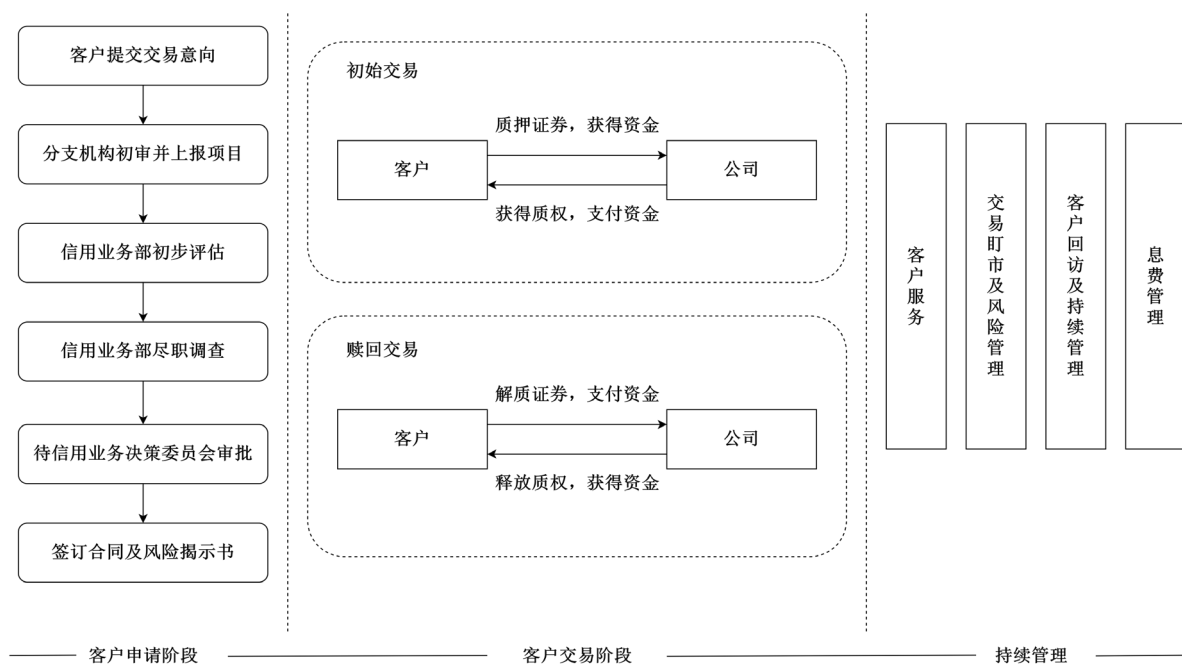 客户提交交易意向
分支机构初审并上报项目
信用业务部初步评估
信用业务部尽职调查
待信用业务决策委员会审批
签订合同及风险揭示书
客户申请阶段
初始交易
质押证券，获得资金
客户
公司
获得质权，支付资金
赎回交易
解质证券，支付资金
客户
公司
释放质权，获得资金
客户交易阶段
客户服务
交易盯市及风险管理
客户回访及持续管理
息费管理
持续管理